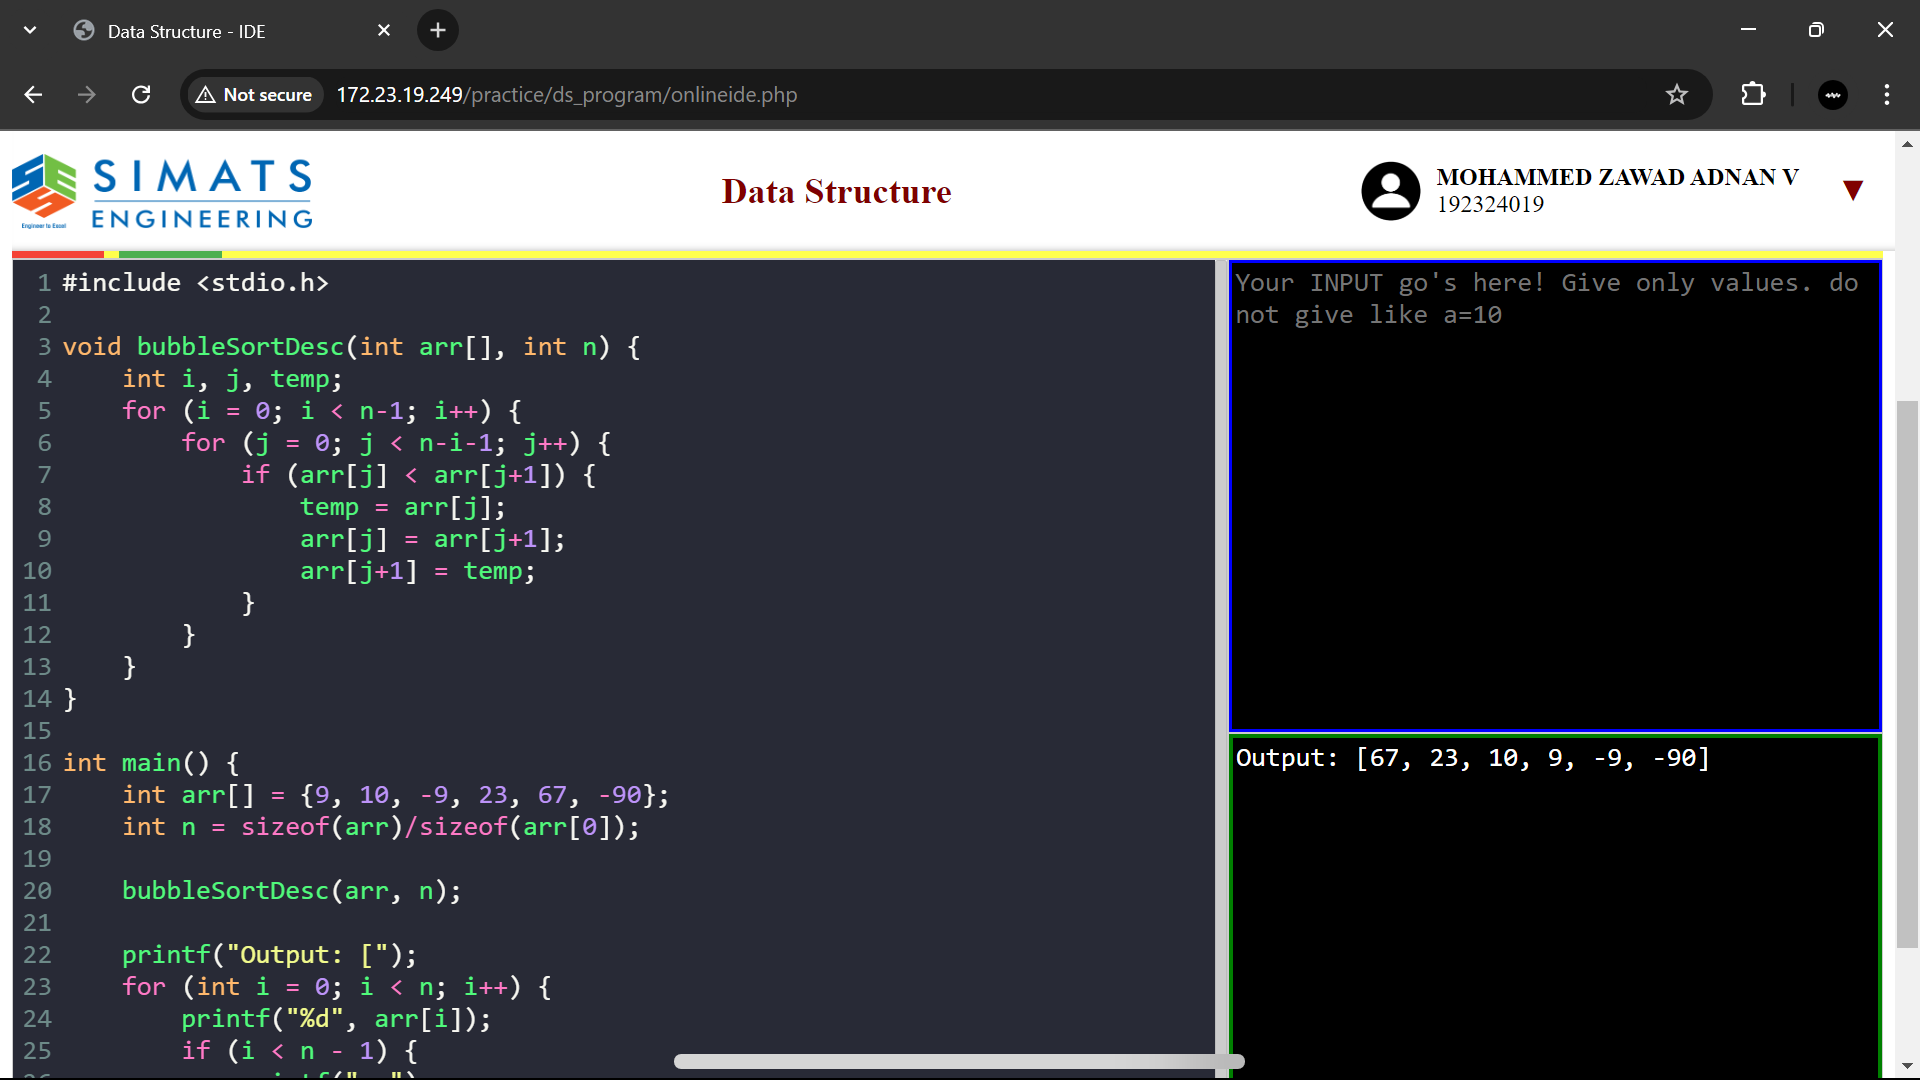 Data Structure - IDE
Not secure 172.23.19.249/practice/ds_program/onlineide.php
SIMATS
ENGINEERING
Engineer to Excel
Data Structure
MOHAMMED ZAWAD ADNAN V
192324019
1 #include <stdio.h>
2
3 void bubbleSortDesc(int arr[], int n) {
4     int i, j, temp;
5     for (i = 0; i < n-1; i++) {
6         for (j = 0; j < n-i-1; j++) {
7             if (arr[j] < arr[j+1]) {
8                 temp = arr[j];
9                 arr[j] = arr[j+1];
10                 arr[j+1] = temp;
11             }
12         }
13     }
14 }
15
16 int main() {
17     int arr[] = {9, 10, -9, 23, 67, -90};
18     int n = sizeof(arr)/sizeof(arr[0]);
19
20     bubbleSortDesc(arr, n);
21
22     printf("Output: [");
23     for (int i = 0; i < n; i++) {
24         printf("%d", arr[i]);
25         if (i < n - 1) {
Your INPUT go's here! Give only values. do
not give like a=10
Output: [67, 23, 10, 9, -9, -90]